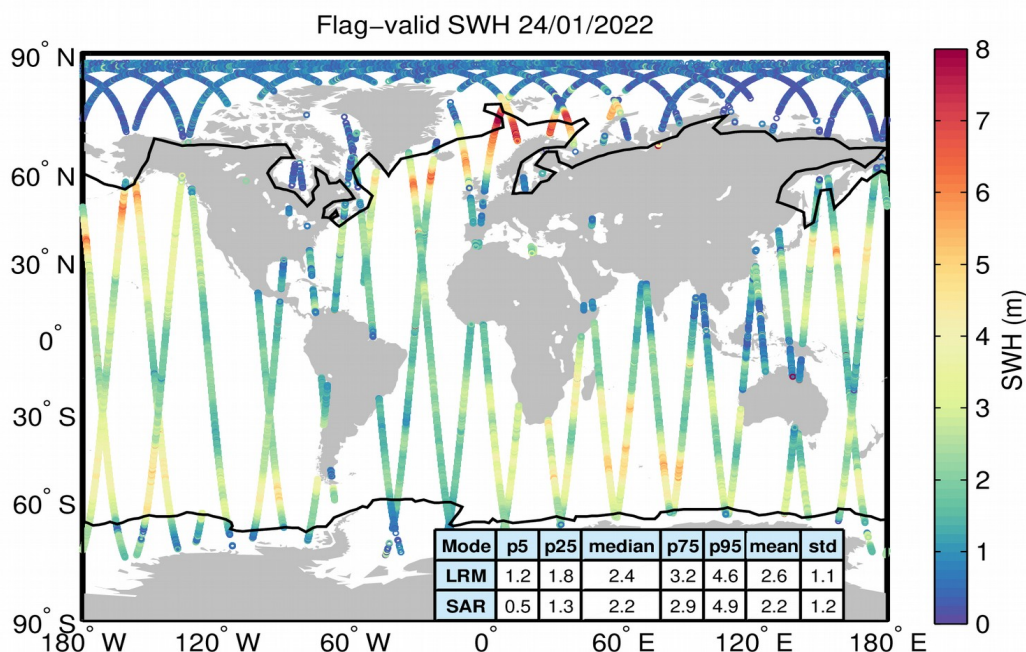 Flag−valid SWH 24/01/2022
90° N
60° N
30° N
0°
30° S
60° S
90° S
180° W
120° W
60° W
0°
60° E
120° E
180° E
8
7
6
5
4
3
2
1
0
SWH (m)
Mode p5 p25 median p75 p95 mean std
LRM 1.2 1.8 2.4 3.2 4.6 2.6 1.1
SAR 0.5 1.3 2.2 2.9 4.9 2.2 1.2